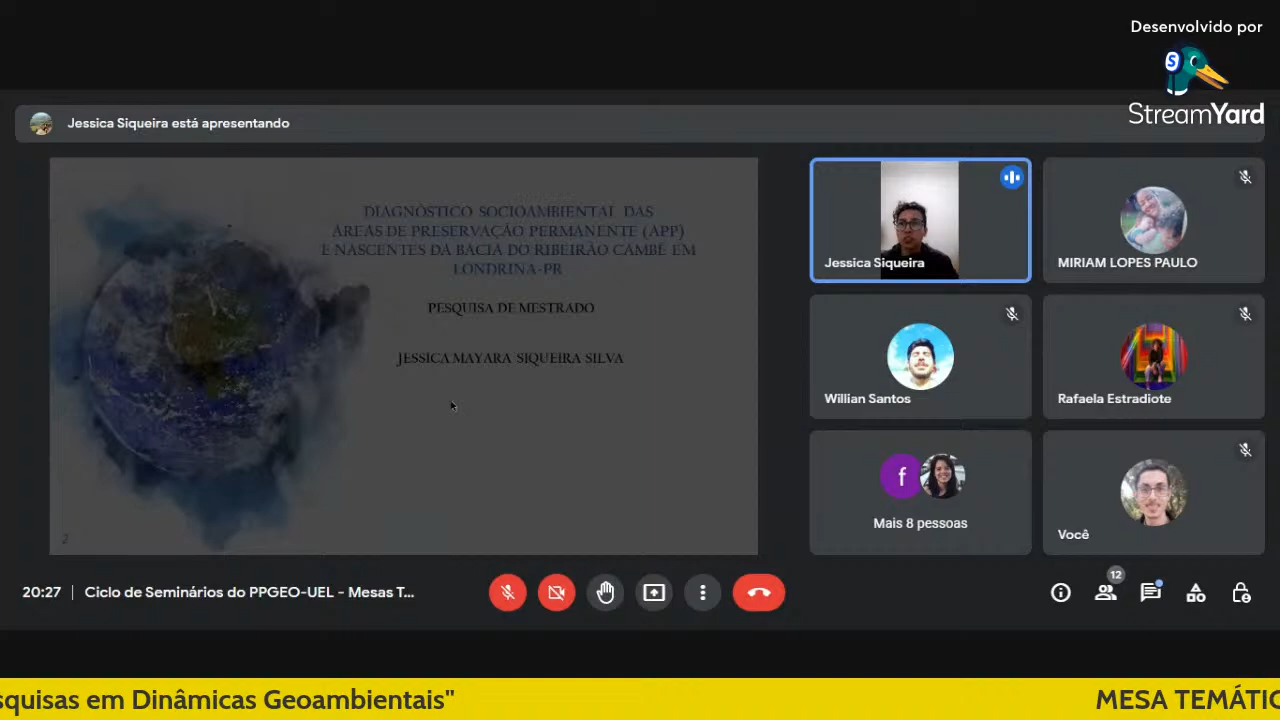 Desenvolvido por
StreamYard
Jessica Siqueira está apresentando
DIAGNÓSTICO SOCIOAMBIENTAL DAS
ÁREAS DE PRESERVAÇÃO PERMANENTE (APP)
E NASCENTES DA BACIA DO RIBEIRÃO CAMBÉ EM
LONDRINA-PR
PESQUISA DE MESTRADO
JESSICA MAYARA SIQUEIRA SILVA
2
Jessica Siqueira
MIRIAM LOPES PAULO
Willian Santos
Rafaela Estradiote
f
Mais 8 pessoas
Você
20:27 | Ciclo de Seminários do PPGEO-UEL - Mesas T...
12
squisas em Dinâmicas Geoambientais"
MESA TEMÁTIC